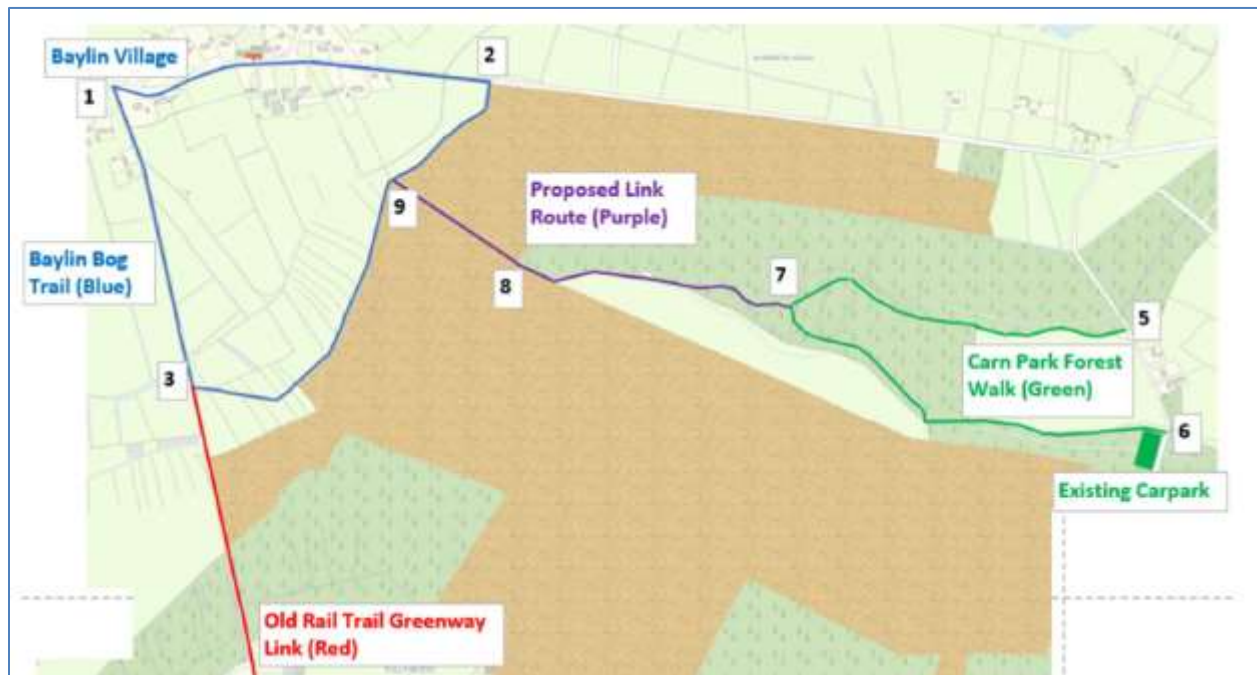 Baylin Village
1
2
9
Proposed Link
Route (Purple)
Baylin Bog
Trail (Blue)
8
7
5
3
Carn Park Forest
Walk (Green)
6
Existing Carpark
Old Rail Trail Greenway
Link (Red)